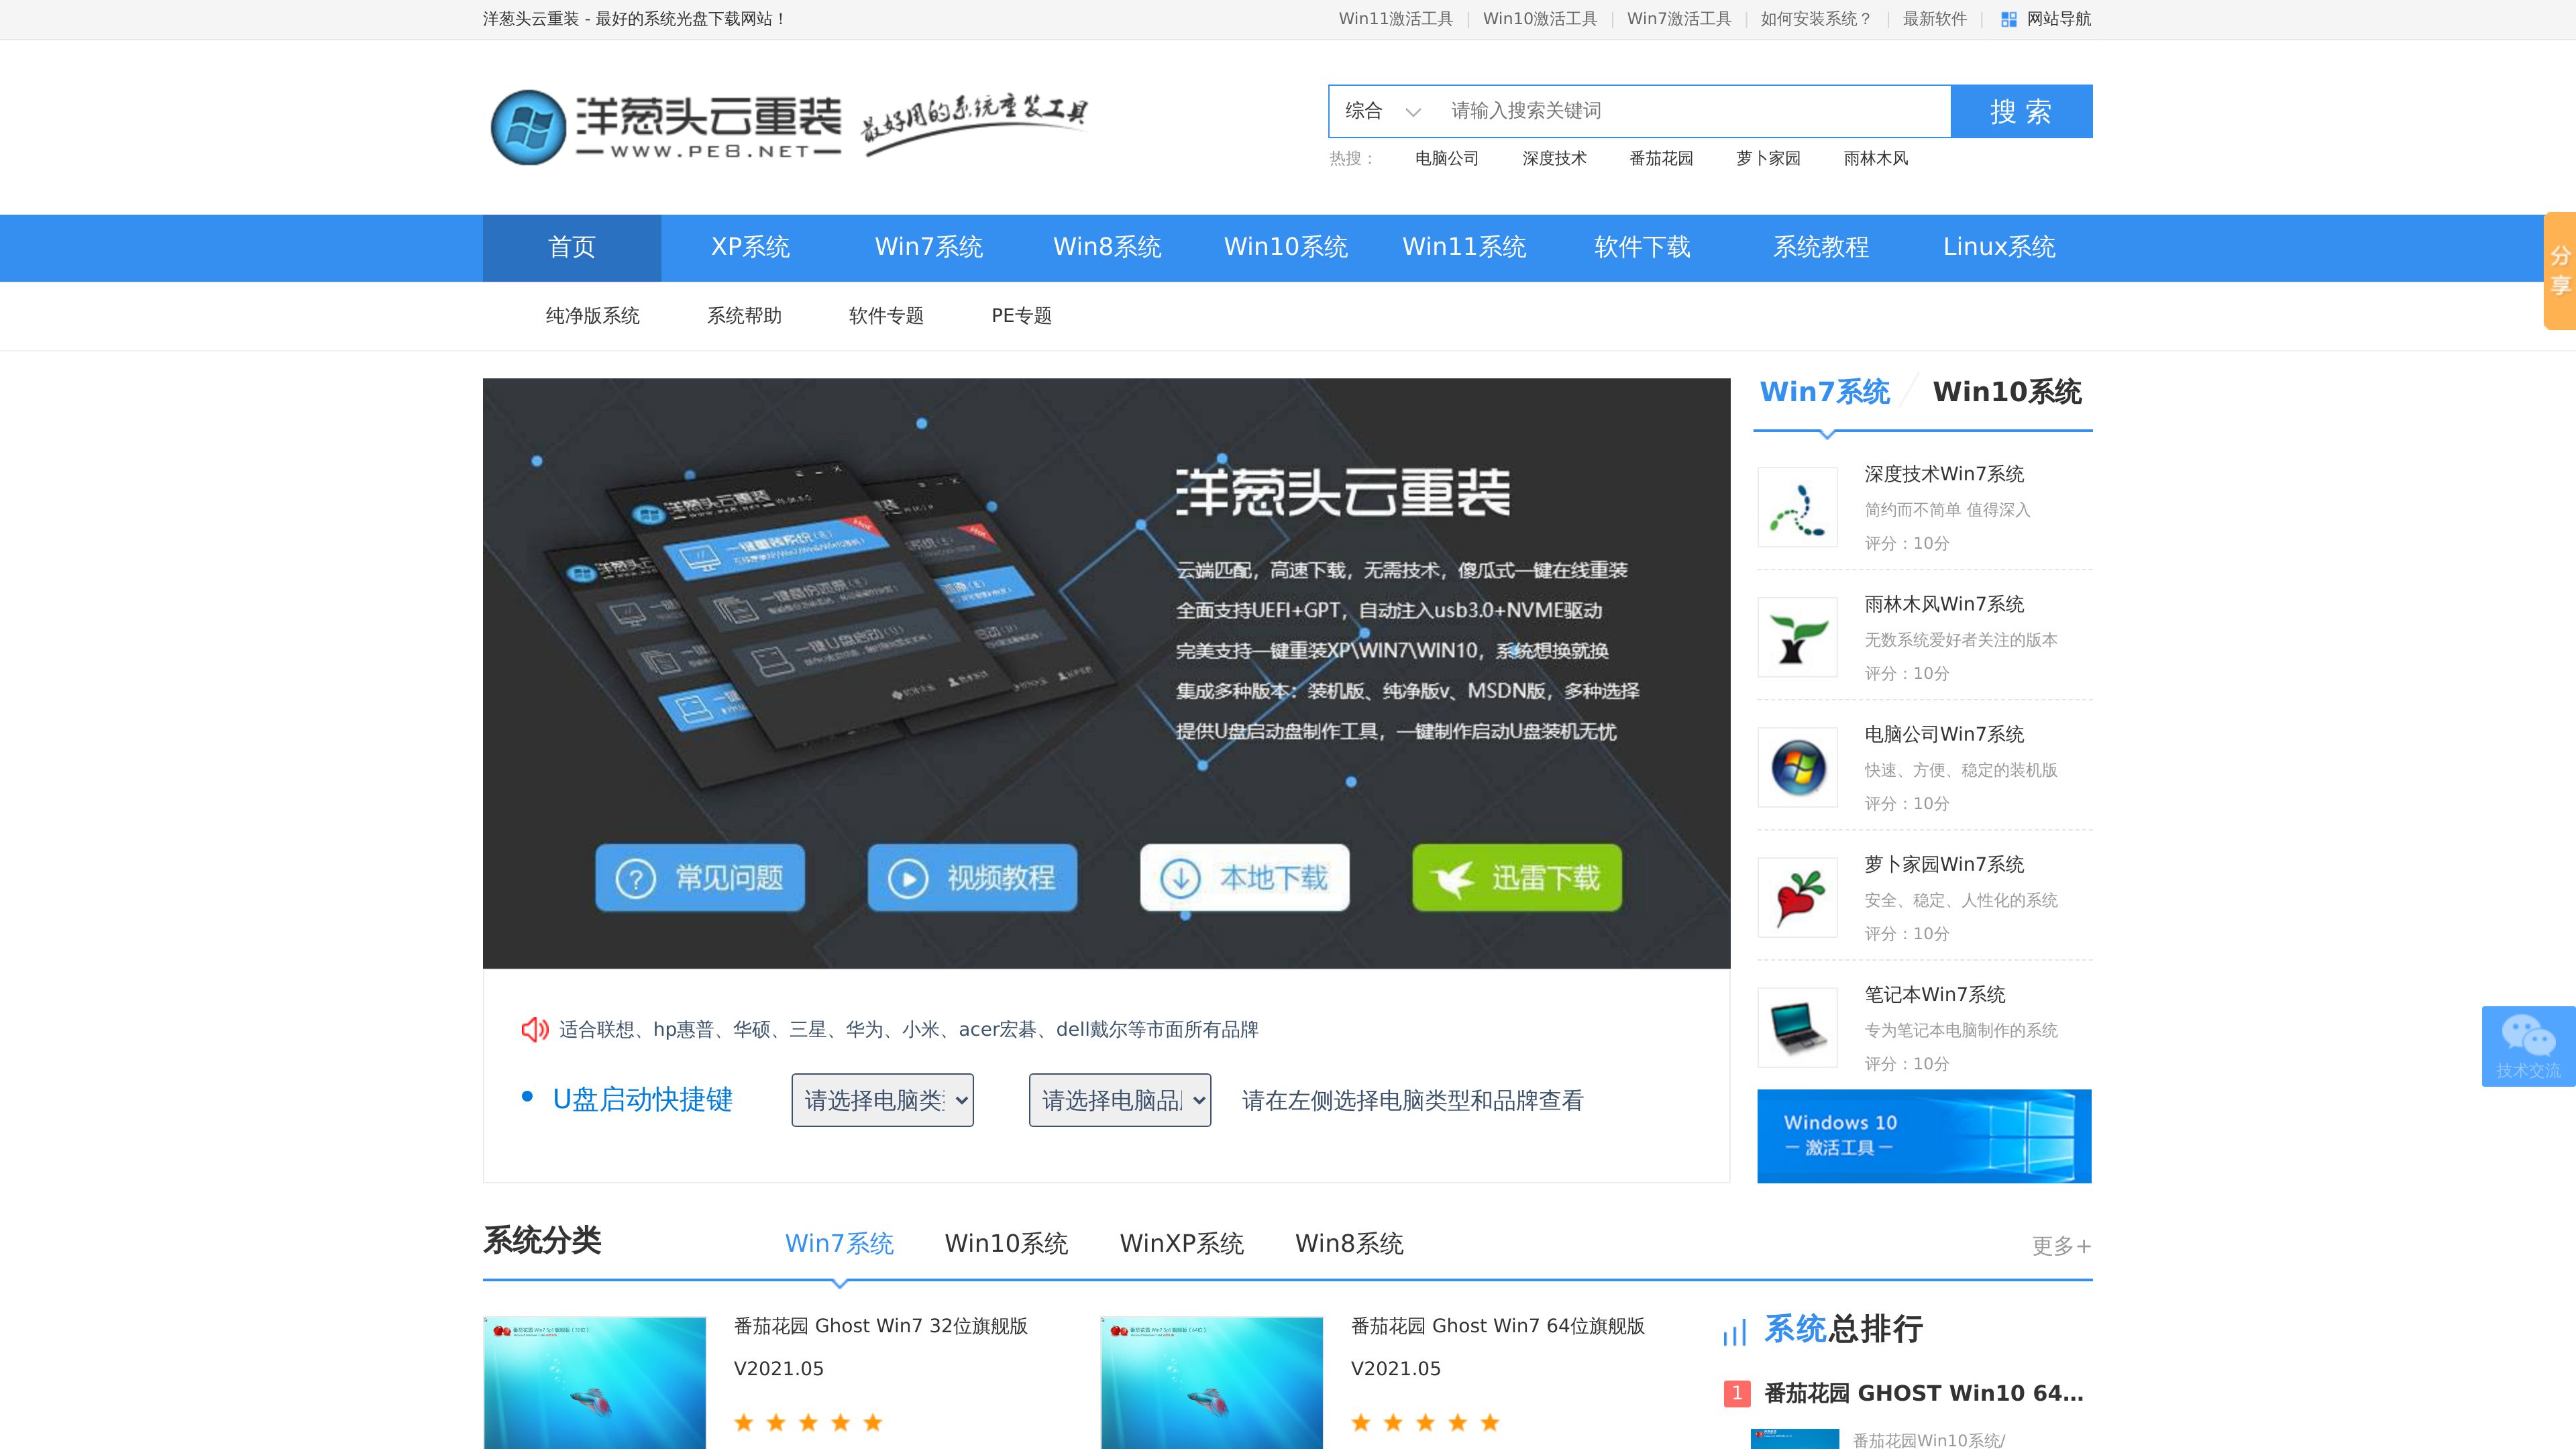 洋葱头云重装 - 最好的系统光盘下载网站！
Win11激活工具
Win10激活工具
Win7激活工具
如何安装系统？
最新软件
网站导航
洋葱头云重装
WWW.PE8.NET
最好用的系统重装工具
综合
请输入搜索关键词
搜 索
热搜：
电脑公司
深度技术
番茄花园
萝卜家园
雨林木风
首页
XP系统
Win7系统
Win8系统
Win10系统
Win11系统
软件下载
系统教程
Linux系统
分享
纯净版系统
系统帮助
软件专题
PE专题
洋葱头云重装
云端匹配，高速下载，无需技术，傻瓜式一键在线重装
全面支持UEFI+GPT，自动注入usb3.0+NVME驱动
完美支持一键重装XP\WIN7\WIN10，系统想换就换
集成多种版本：装机版、纯净版v、MSDN版，多种选择
提供U盘启动盘制作工具，一键制作启动U盘装机无忧
洋葱头云重装
一键重装系统
一键备份还原
一键U盘启动(U)
常见问题
视频教程
本地下载
迅雷下载
Win7系统
Win10系统
深度技术Win7系统
简约而不简单 值得深入
评分：10分
雨林木风Win7系统
无数系统爱好者关注的版本
评分：10分
电脑公司Win7系统
快速、方便、稳定的装机版
评分：10分
萝卜家园Win7系统
安全、稳定、人性化的系统
评分：10分
笔记本Win7系统
专为笔记本电脑制作的系统
评分：10分
Windows 10
— 激活工具 —
技术交流
适合联想、hp惠普、华硕、三星、华为、小米、acer宏碁、dell戴尔等市面所有品牌
U盘启动快捷键
请选择电脑类
请选择电脑品
请在左侧选择电脑类型和品牌查看
系统分类
Win7系统
Win10系统
WinXP系统
Win8系统
更多+
番茄花园 Ghost Win7 32位旗舰版
V2021.05
番茄花园 Ghost Win7 64位旗舰版
V2021.05
系统总排行
1
番茄花园 GHOST Win10 64...
番茄花园Win10系统/